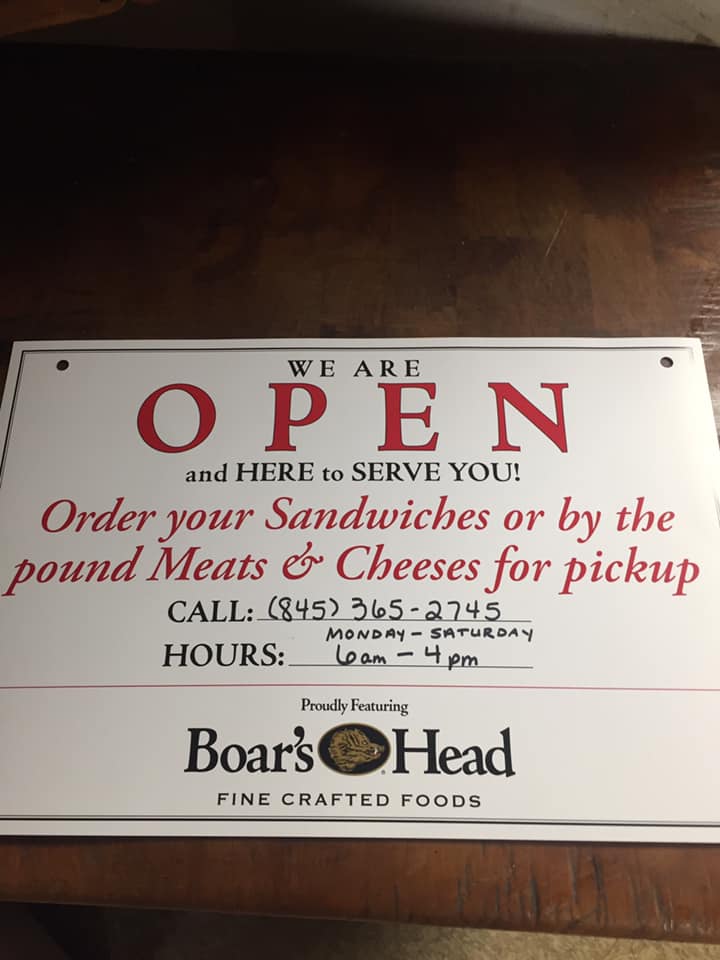 WE ARE
OPEN
and HERE to SERVE YOU!
Order your Sandwiches or by the
pound Meats & Cheeses for pickup
CALL: (845) 365-2745
MONDAY - SATURDAY
HOURS: 6am - 4pm
Proudly Featuring
Boar's Head
FINE CRAFTED FOODS